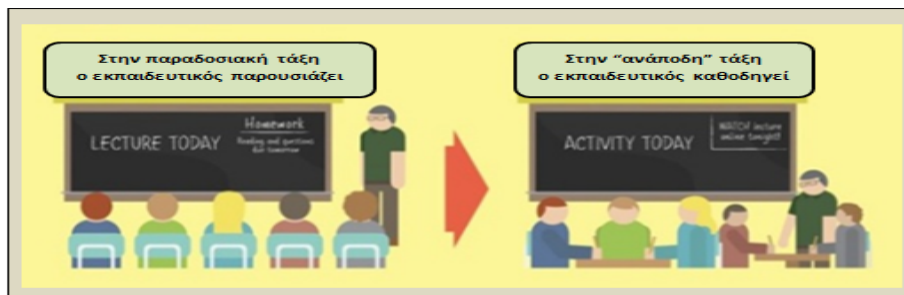 Στην παραδοσιακή τάξη
ο εκπαιδευτικός παρουσιάζει
LECTURE TODAY
Homework
Reading and questions
due tomorrow
Στην “ανάποδη” τάξη
ο εκπαιδευτικός καθοδηγεί
ACTIVITY TODAY
WATCH lecture
online tonight!